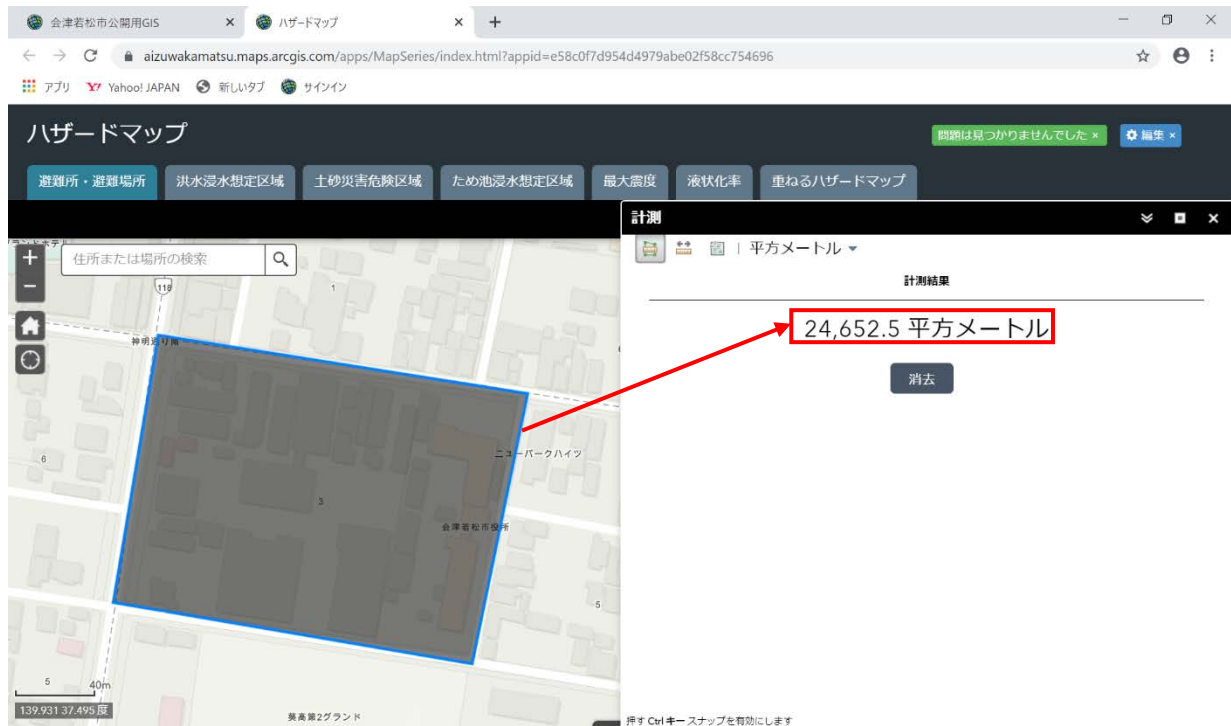 会津若松市公開用GIS
ハザードマップ
aizuwakamatsu.maps.arcgis.com/apps/MapSeries/index.html?appid=e58c0f7d954d4979abe02f58cc754696
アプリ Yahoo! JAPAN 新しいタブ サインイン
ハザードマップ
問題は見つかりませんでした ×
編集 ×
避難所・避難場所 洪水浸水想定区域 土砂災害危険区域 ため池浸水想定区域 最大震度 液状化率 重ねるハザードマップ
計測
平方メートル
計測結果
24,652.5 平方メートル
消去
住所または場所の検索
118
1
6
ニューパークハイツ
3
会津若松市役所
5
5
40m
139.931 37.495 度
葵高第2グランド
押す Ctrl キー スナップを有効にします